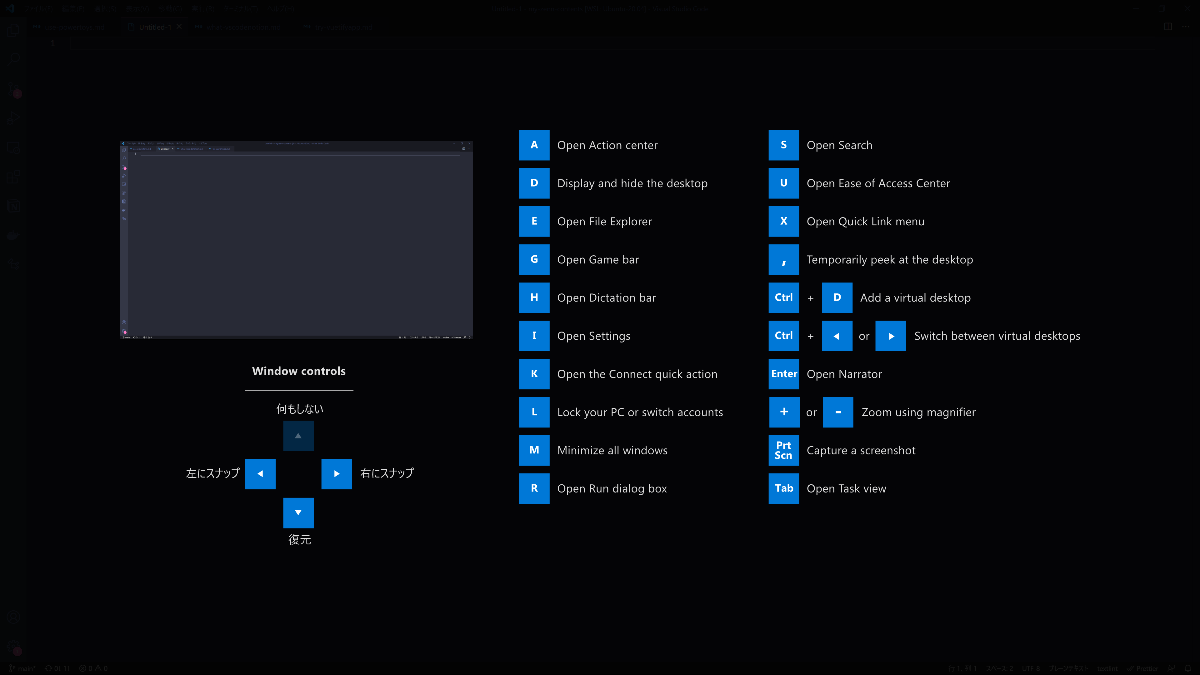 Untitled-1
Window controls
何もしない
左にスナップ
右にスナップ
復元
A Open Action center
D Display and hide the desktop
E Open File Explorer
G Open Game bar
H Open Dictation bar
I Open Settings
K Open the Connect quick action
L Lock your PC or switch accounts
M Minimize all windows
R Open Run dialog box
S Open Search
U Open Ease of Access Center
X Open Quick Link menu
, Temporarily peek at the desktop
Ctrl + D Add a virtual desktop
Ctrl + or Switch between virtual desktops
Enter Open Narrator
+ or - Zoom using magnifier
Prt Scn Capture a screenshot
Tab Open Task view